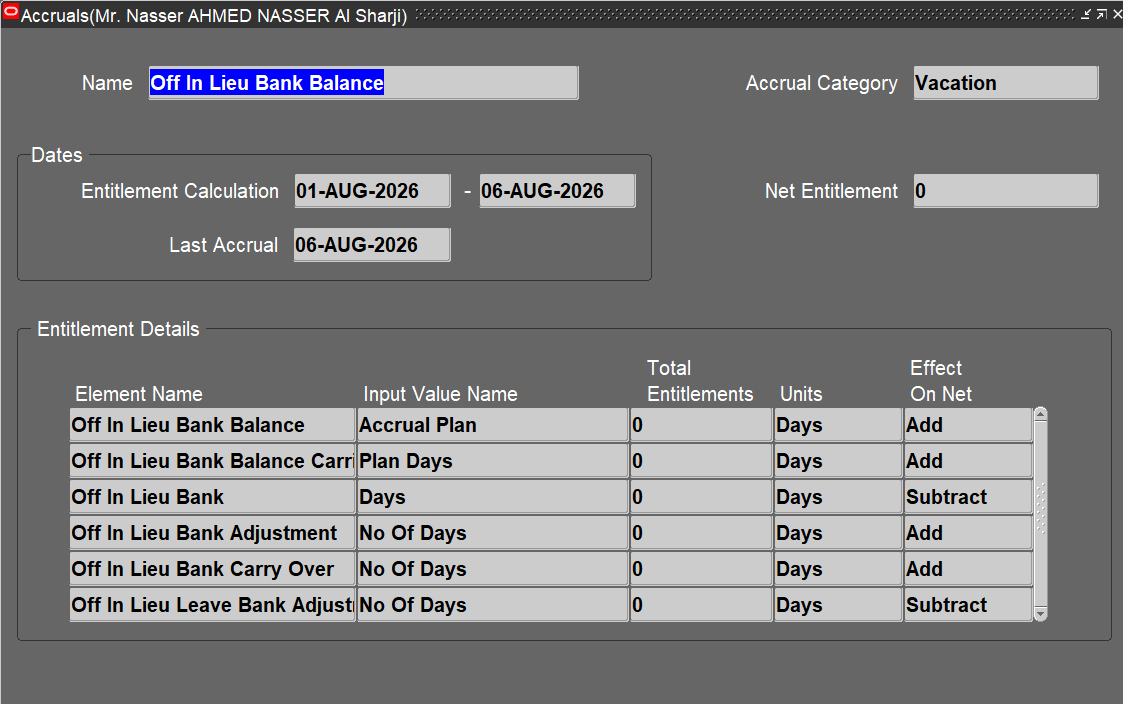 Accruals(Mr. Nasser AHMED NASSER Al Sharji)
Name Off In Lieu Bank Balance Accrual Category Vacation
Dates
Entitlement Calculation 01-AUG-2026 - 06-AUG-2026 Net Entitlement 0
Last Accrual 06-AUG-2026
Entitlement Details
Total Effect
Element Name Input Value Name Entitlements Units On Net
Off In Lieu Bank Balance Accrual Plan 0 Days Add
Off In Lieu Bank Balance Carri Plan Days 0 Days Add
Off In Lieu Bank Days 0 Days Subtract
Off In Lieu Bank Adjustment No Of Days 0 Days Add
Off In Lieu Bank Carry Over No Of Days 0 Days Add
Off In Lieu Leave Bank Adjust No Of Days 0 Days Subtract